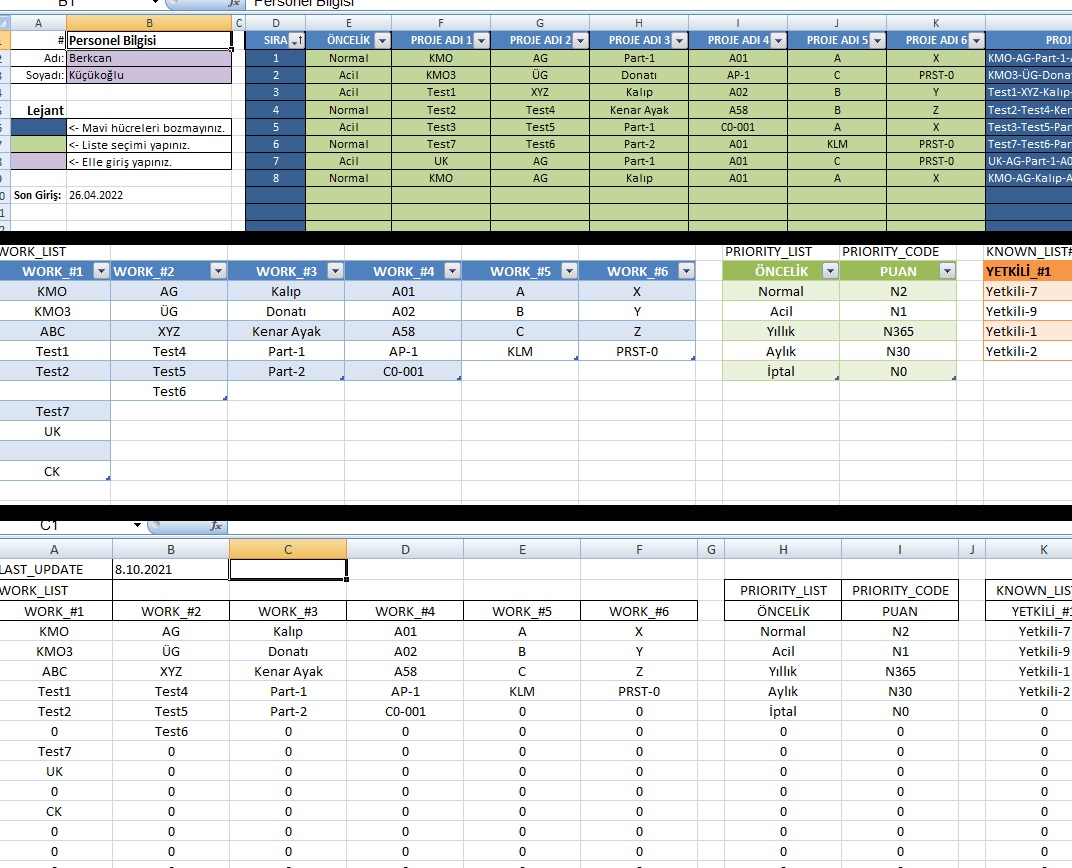 B1 fx Personel Bilgisi
A B C D E F G H I J K
# Personel Bilgisi SIRA ÖNCELİK PROJE ADI 1 PROJE ADI 2 PROJE ADI 3 PROJE ADI 4 PROJE ADI 5 PROJE ADI 6 PROJ
2 Adı: Berkcan 1 Normal KMO AG Part-1 A01 A X KMO-AG-Part-1-A
3 Soyadı: Küçükoğlu 2 Acil KMO3 ÜG Donatı AP-1 C PRST-0 KMO3-ÜG-Dona
4 3 Acil Test1 XYZ Kalıp A02 B Y Test1-XYZ-Kalıp-
5 Lejant 4 Normal Test2 Test4 Kenar Ayak A58 B Z Test2-Test4-Ken
6 <- Mavi hücreleri bozmayınız. 5 Acil Test3 Test5 Part-1 C0-001 A X Test3-Test5-Par
7 <- Liste seçimi yapınız. 6 Normal Test7 Test6 Part-2 A01 KLM PRST-0 Test7-Test6-Par
8 <- Elle giriş yapınız. 7 Acil UK AG Part-1 A01 C PRST-0 UK-AG-Part-1-A0
9 8 Normal KMO AG Kalıp A01 A X KMO-AG-Kalıp-A
0 Son Giriş: 26.04.2022
1
WORK_LIST PRIORITY_LIST PRIORITY_CODE KNOWN_LIST#
WORK_#1 WORK_#2 WORK_#3 WORK_#4 WORK_#5 WORK_#6 ÖNCELİK PUAN YETKİLİ_#1
KMO AG Kalıp A01 A X Normal N2 Yetkili-7
KMO3 ÜG Donatı A02 B Y Acil N1 Yetkili-9
ABC XYZ Kenar Ayak A58 C Z Yıllık N365 Yetkili-1
Test1 Test4 Part-1 AP-1 KLM PRST-0 Aylık N30 Yetkili-2
Test2 Test5 Part-2 C0-001 İptal N0
Test6
Test7
UK
CK
C1 fx
A B C D E F G H I J K
LAST_UPDATE 8.10.2021
WORK_LIST PRIORITY_LIST PRIORITY_CODE KNOWN_LIS
WORK_#1 WORK_#2 WORK_#3 WORK_#4 WORK_#5 WORK_#6 ÖNCELİK PUAN YETKİLİ_#1
KMO AG Kalıp A01 A X Normal N2 Yetkili-7
KMO3 ÜG Donatı A02 B Y Acil N1 Yetkili-9
ABC XYZ Kenar Ayak A58 C Z Yıllık N365 Yetkili-1
Test1 Test4 Part-1 AP-1 KLM PRST-0 Aylık N30 Yetkili-2
Test2 Test5 Part-2 C0-001 0 0 İptal N0 0
0 Test6 0 0 0 0 0 0 0
Test7 0 0 0 0 0 0 0 0
UK 0 0 0 0 0 0 0 0
0 0 0 0 0 0 0 0 0
CK 0 0 0 0 0 0 0 0
0 0 0 0 0 0 0 0 0
0 0 0 0 0 0 0 0 0